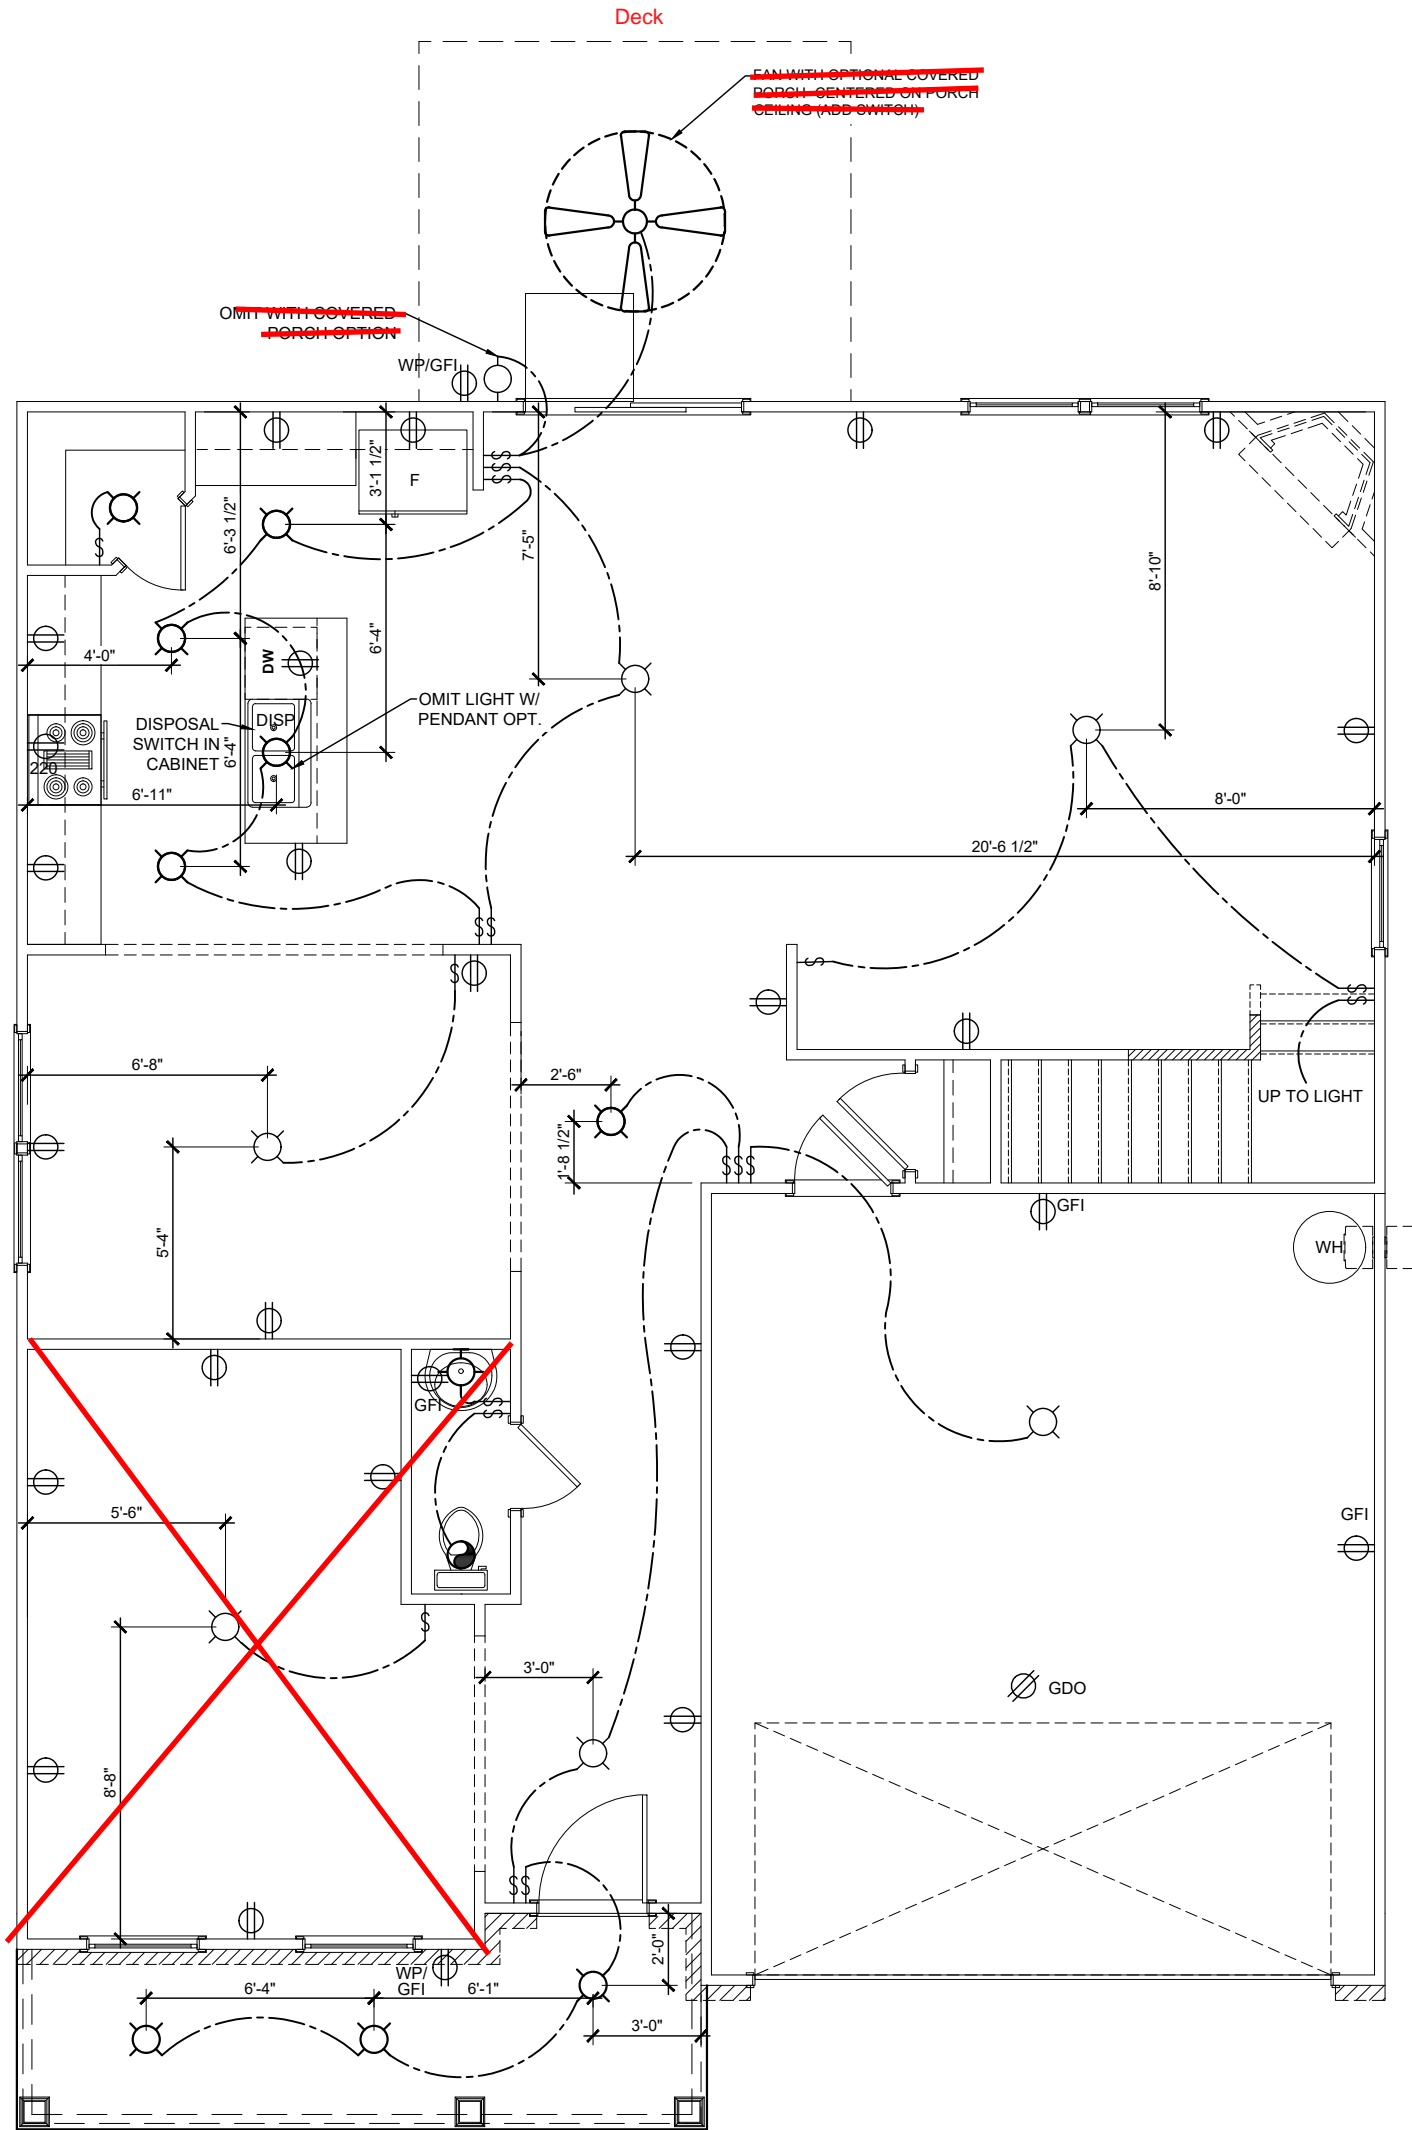 Deck
FAN WITH OPTIONAL COVERED
PORCH CENTERED ON PORCH
CEILING (ADD SWITCH)
OMIT WITH COVERED
PORCH OPTION
WP/GFI
3'-1 1/2"
F
6'-3 1/2"
7'-5"
8'-10"
6'-4"
4'-0"
DW
OMIT LIGHT W/
PENDANT OPT.
DISPOSAL
SWITCH IN
CABINET
DISP
6'-4"
220
6'-11"
8'-0"
20'-6 1/2"
6'-8"
2'-6"
UP TO LIGHT
1'-8 1/2"
GFI
5'-4"
WH
GFI
5'-6"
GFI
3'-0"
GDO
8'-8"
2'-0"
WP/
GFI
6'-4"
6'-1"
3'-0"